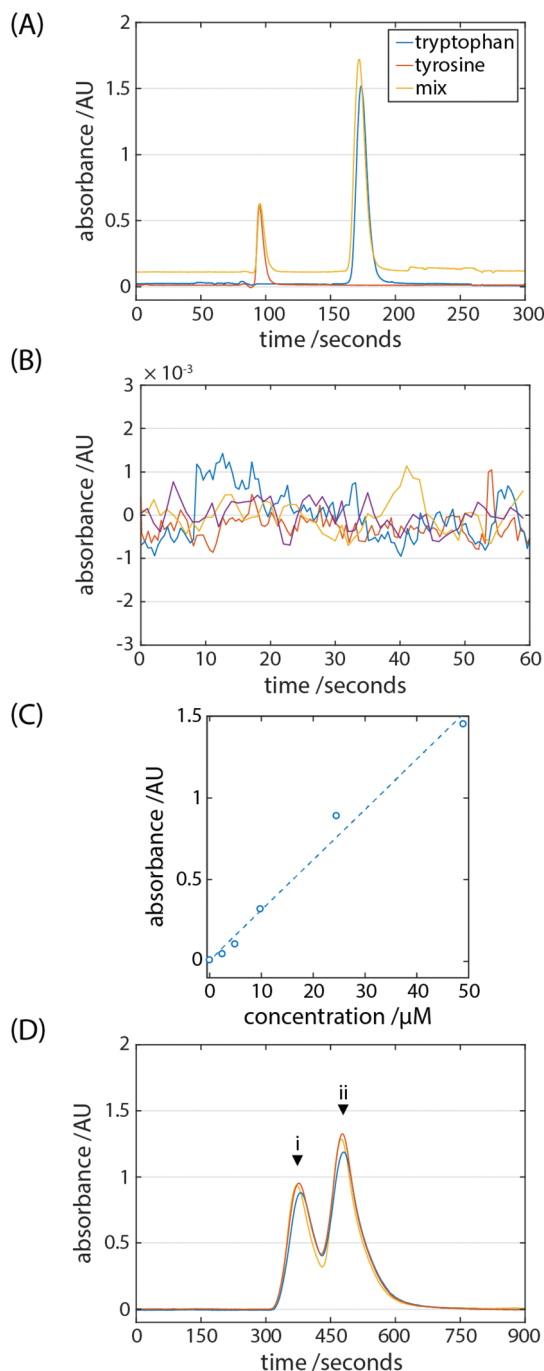 (A)
2
1.5
1
0.5
0
absorbance /AU
tryptophan
tyrosine
mix
0 50 100 150 200 250 300
time /seconds
(B)
× 10-3
3
2
1
0
-1
-2
-3
absorbance /AU
0 10 20 30 40 50 60
time /seconds
(C)
1.5
1
0.5
0
absorbance /AU
0 10 20 30 40 50
concentration /µM
(D)
2
1.5
1
0.5
0
absorbance /AU
i
ii
0 150 300 450 600 750 900
time /seconds